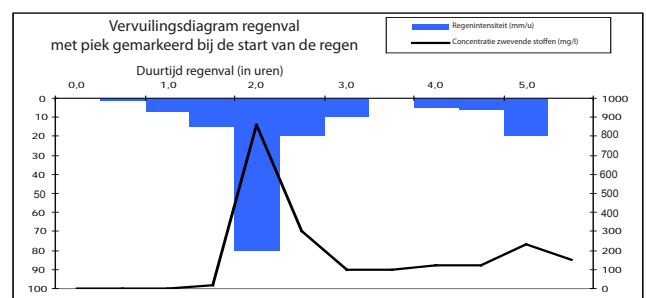 Vervuilingsdiagram regenval
met piek gemarkeerd bij de start van de regen
Regenintensiteit (mm/u)
Concentratie zwevende stoffen (mg/l)
Duurtijd regenval (in uren)
0,0 1,0 2,0 3,0 4,0 5,0
0 1000
10 900
20 800
30 700
40 600
50 500
60 400
70 300
80 200
90 100
100 0